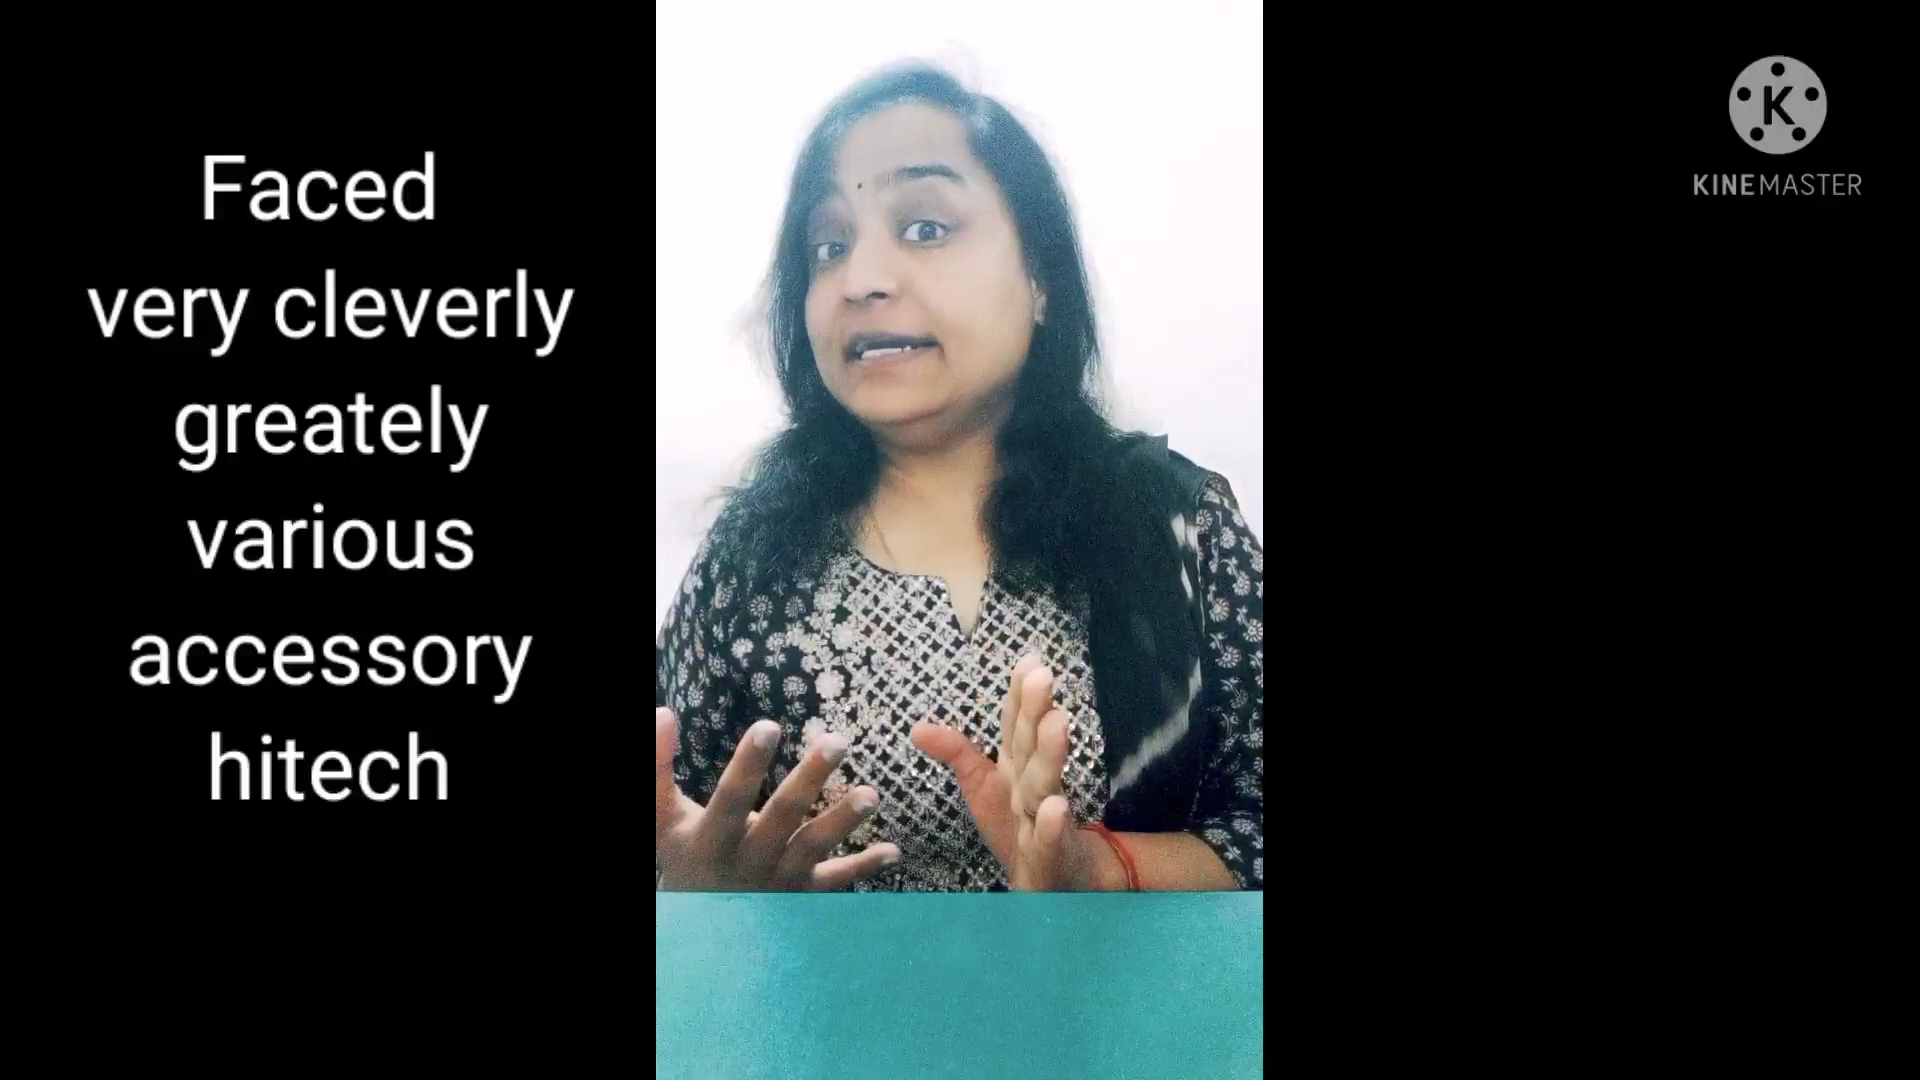 Faced
very cleverly
greately
various
accessory
hitech
K
KINEMASTER